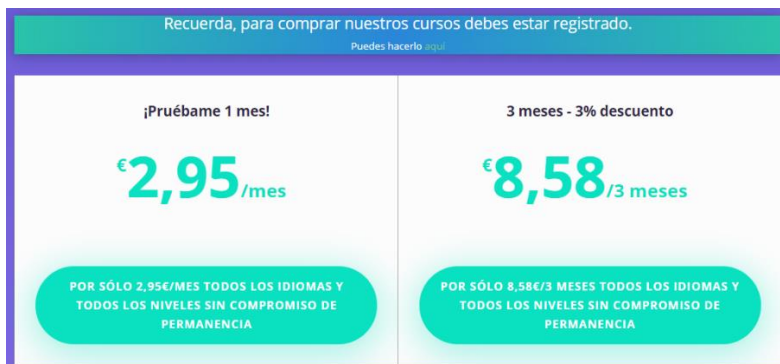 Recuerda, para comprar nuestros cursos debes estar registrado.
Puedes hacerlo aquí
¡Pruébame 1 mes!
€2,95/mes
POR SÓLO 2,95€/MES TODOS LOS IDIOMAS Y
TODOS LOS NIVELES SIN COMPROMISO DE
PERMANENCIA
3 meses - 3% descuento
€8,58/3 meses
POR SÓLO 8,58€/3 MESES TODOS LOS IDIOMAS Y
TODOS LOS NIVELES SIN COMPROMISO DE
PERMANENCIA